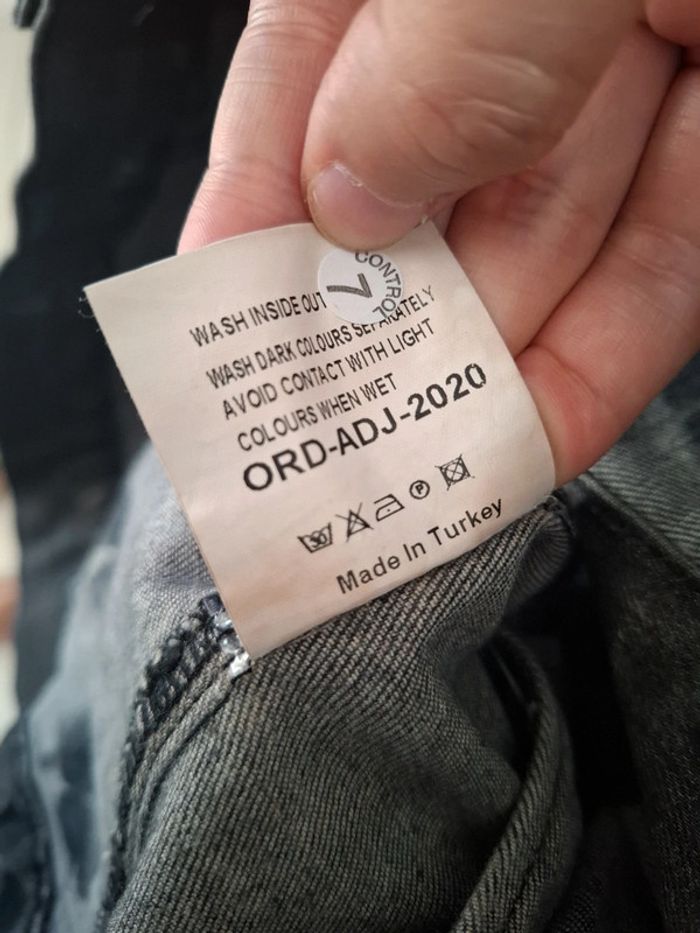 CONTROL
WASH INSIDE OUT
WASH DARK COLOURS SEPARATELY
AVOID CONTACT WITH LIGHT
COLOURS WHEN WET
ORD-ADJ-2020
30
P
Made In Turkey